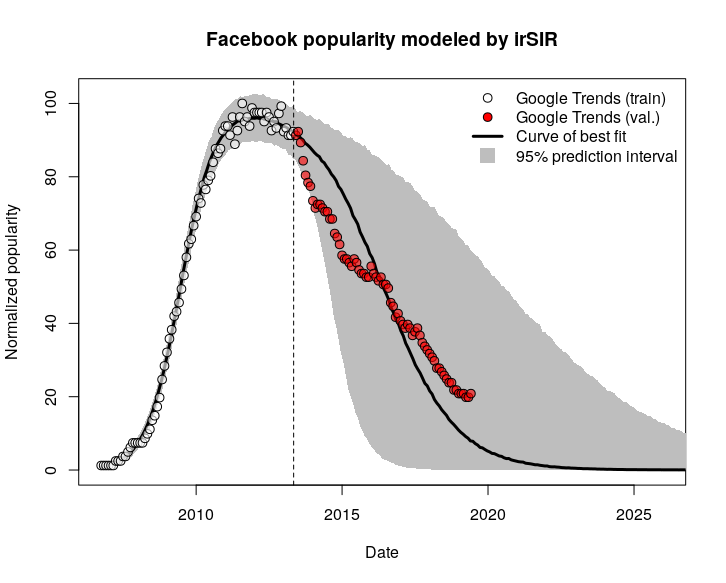 Facebook popularity modeled by irSIR
Google Trends (train)
Google Trends (val.)
Curve of best fit
95% prediction interval
Normalized popularity
100
80
60
40
20
0
2010 2015 2020 2025
Date